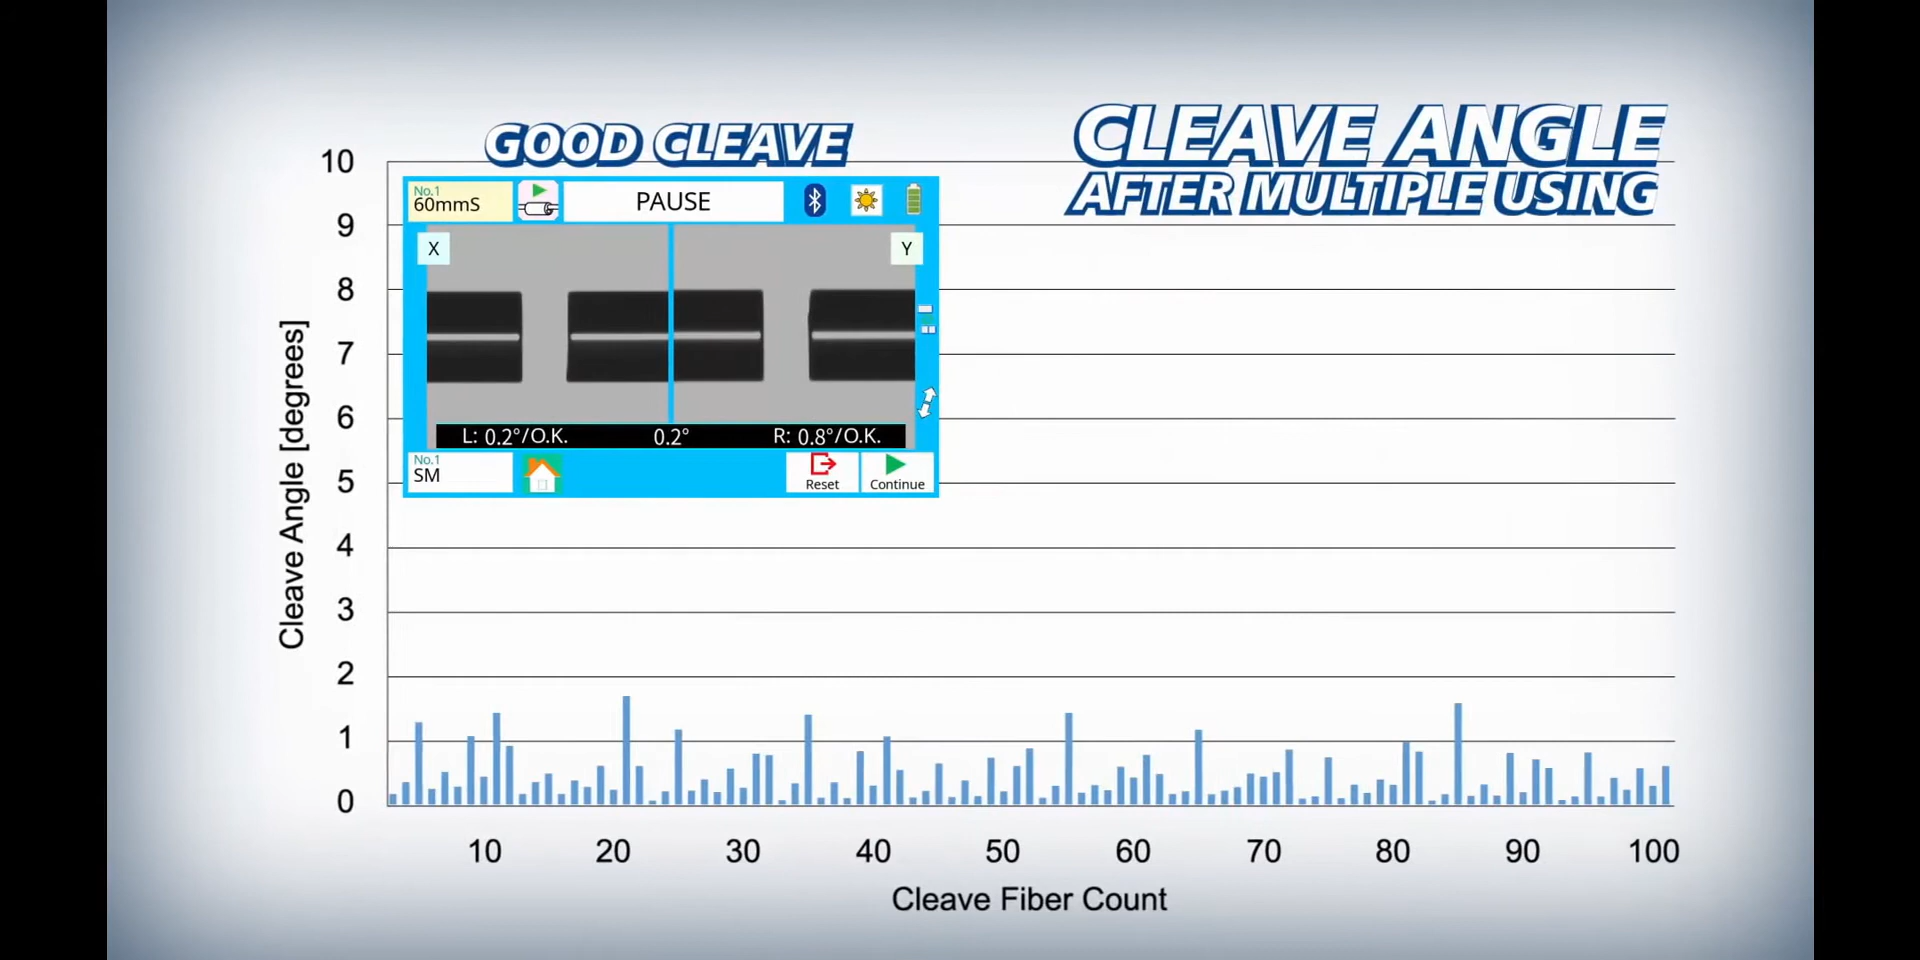 GOOD CLEAVE
CLEAVE ANGLE
AFTER MULTIPLE USING
No.1
60mmS
PAUSE
X
Y
L: 0.2°/O.K.
0.2°
R: 0.8°/O.K.
No.1
SM
Reset
Continue
Cleave Angle [degrees]
10
9
8
7
6
5
4
3
2
1
0
10 20 30 40 50 60 70 80 90 100
Cleave Fiber Count